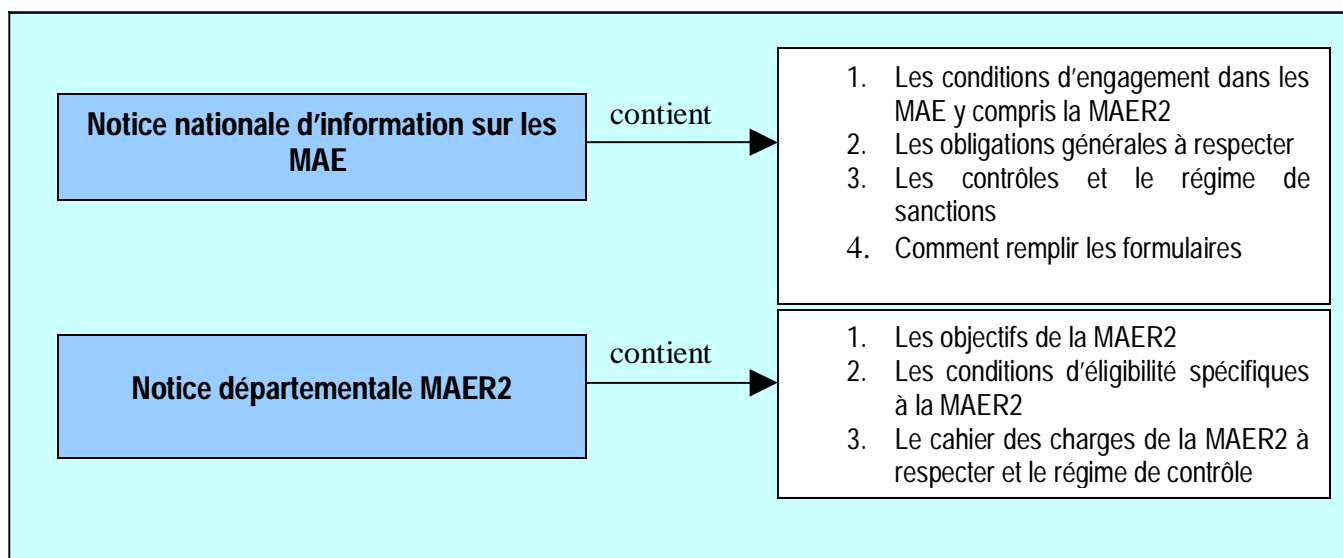 Notice nationale d'information sur les
MAE
contient
1. Les conditions d'engagement dans les
MAE y compris la MAER2
2. Les obligations générales à respecter
3. Les contrôles et le régime de
sanctions
4. Comment remplir les formulaires
Notice départementale MAER2
contient
1. Les objectifs de la MAER2
2. Les conditions d'éligibilité spécifiques
à la MAER2
3. Le cahier des charges de la MAER2 à
respecter et le régime de contrôle